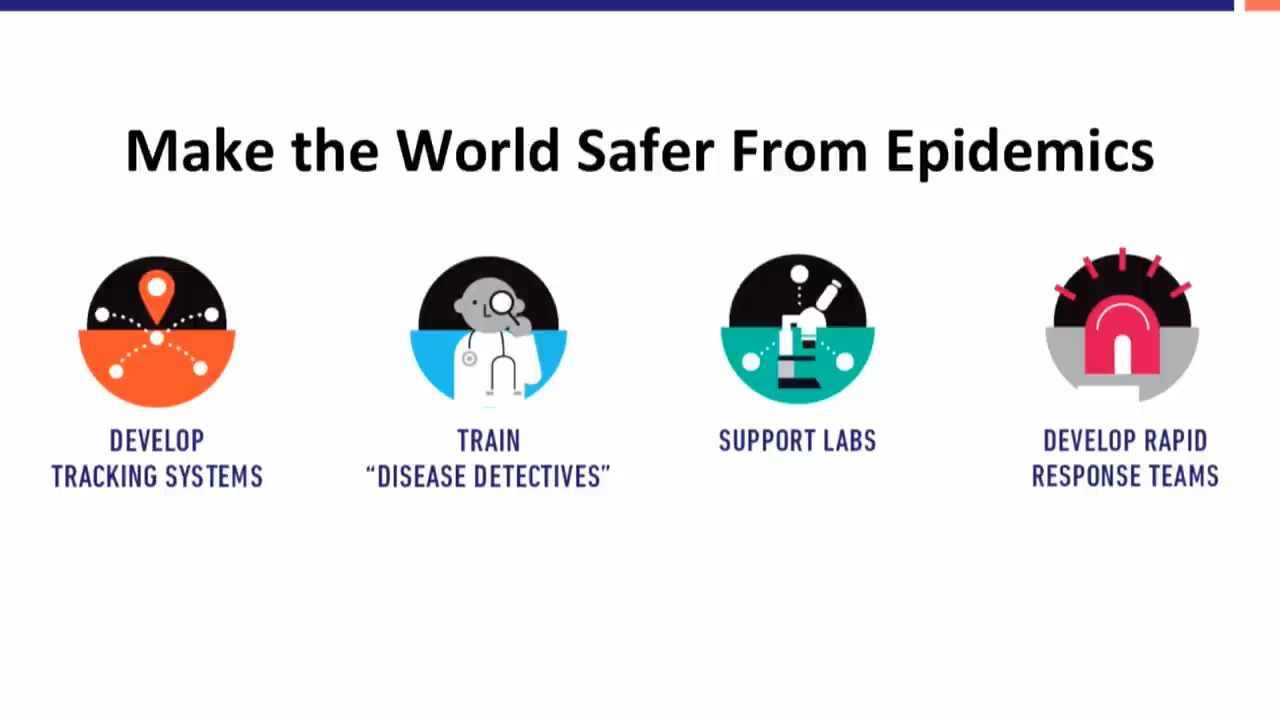 Make the World Safer From Epidemics
DEVELOP
TRACKING SYSTEMS
TRAIN
“DISEASE DETECTIVES”
SUPPORT LABS
DEVELOP RAPID
RESPONSE TEAMS